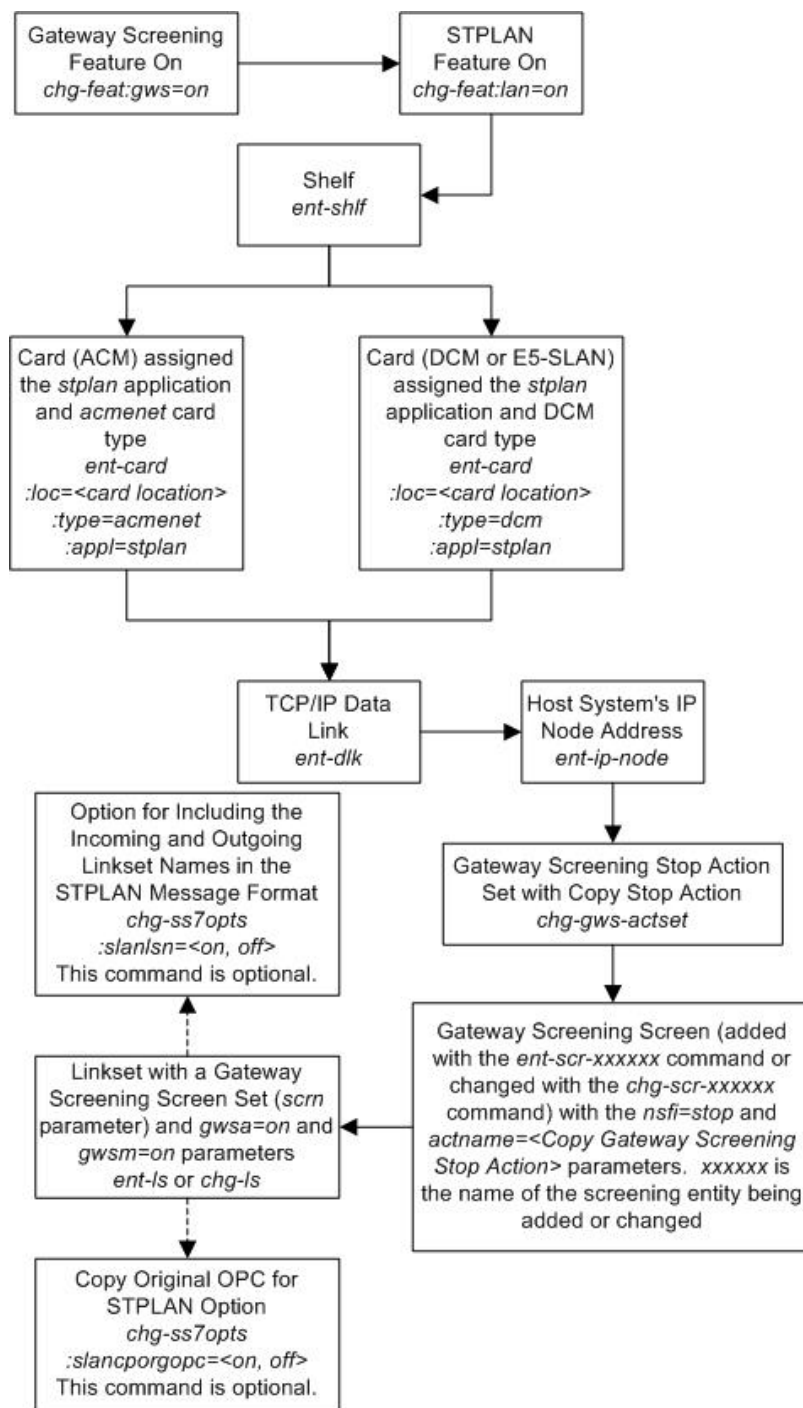 Gateway Screening
Feature On
chg-feat:gws=on
STPLAN
Feature On
chg-feat:lan=on
Shelf
ent-shlf
Card (ACM) assigned
the stplan application
and acmenet card
type
ent-card
:loc=<card location>
:type=acmenet
:appl=stplan
Card (DCM or E5-SLAN)
assigned the stplan
application and DCM
card type
ent-card
:loc=<card location>
:type=dcm
:appl=stplan
TCP/IP Data
Link
ent-dlk
Host System's IP
Node Address
ent-ip-node
Gateway Screening Stop Action
Set with Copy Stop Action
chg-gws-actset
Gateway Screening Screen (added
with the ent-scr-xxxxxx command or
changed with the chg-scr-xxxxxx
command) with the nsfi=stop and
actname=<Copy Gateway Screening
Stop Action> parameters. xxxxxx is
the name of the screening entity being
added or changed
Linkset with a Gateway
Screening Screen Set (scrn
parameter) and gwsa=on and
gwsm=on parameters
ent-ls or chg-ls
Option for Including the
Incoming and Outgoing
Linkset Names in the
STPLAN Message Format
chg-ss7opts
:slanlsn=<on, off>
This command is optional.
Copy Original OPC for
STPLAN Option
chg-ss7opts
:slancporgopc=<on, off>
This command is optional.